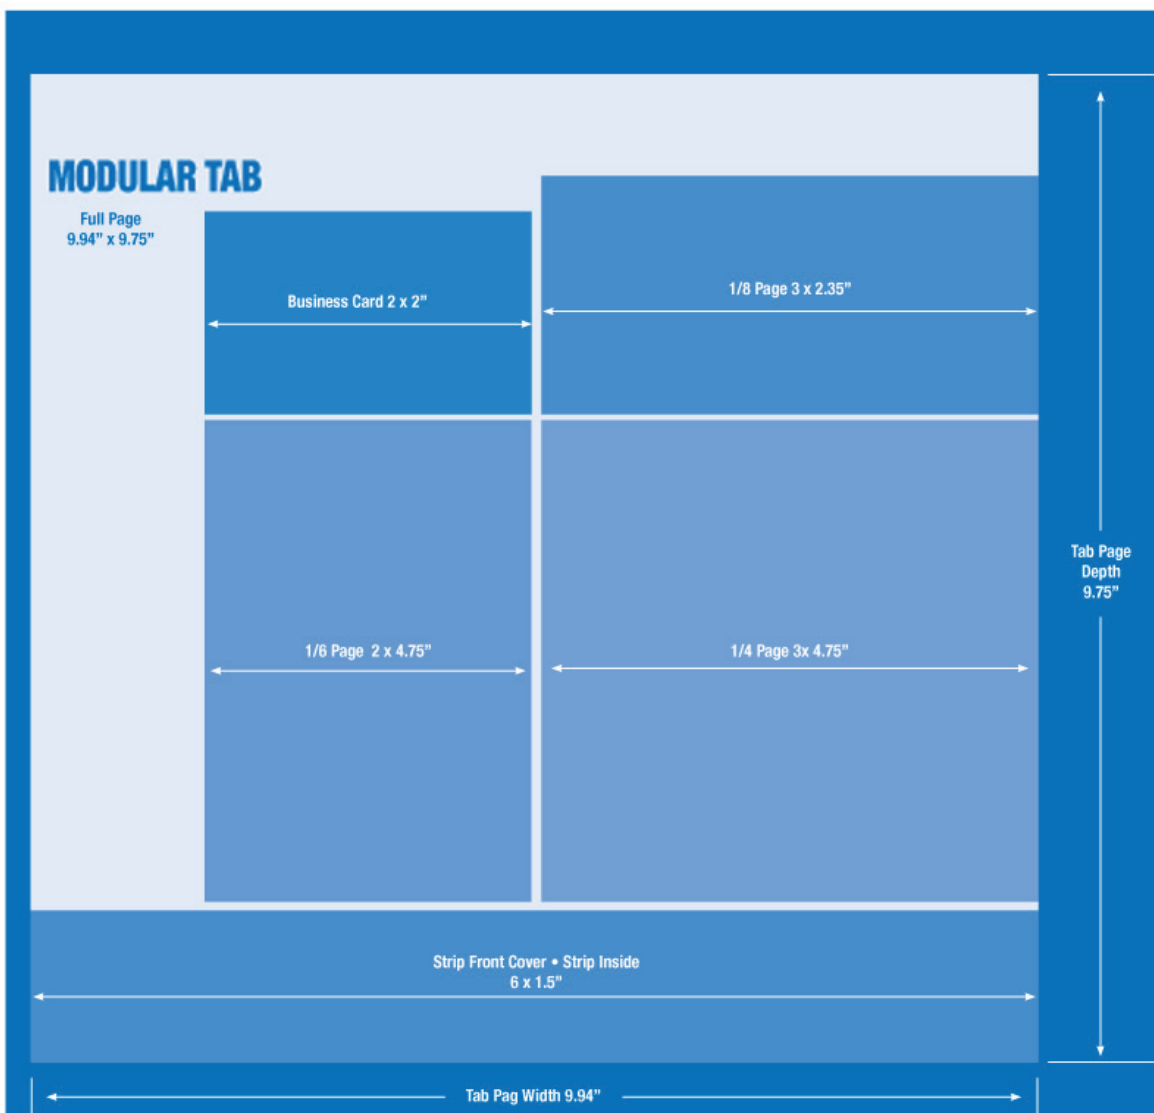 MODULAR TAB
Full Page
9.94” x 9.75”
Business Card 2 x 2”
1/8 Page 3 x 2.35”
1/6 Page  2 x 4.75”
1/4 Page 3x 4.75”
Tab Page
Depth
9.75”
Strip Front Cover • Strip Inside
6 x 1.5”
Tab Pag Width 9.94”